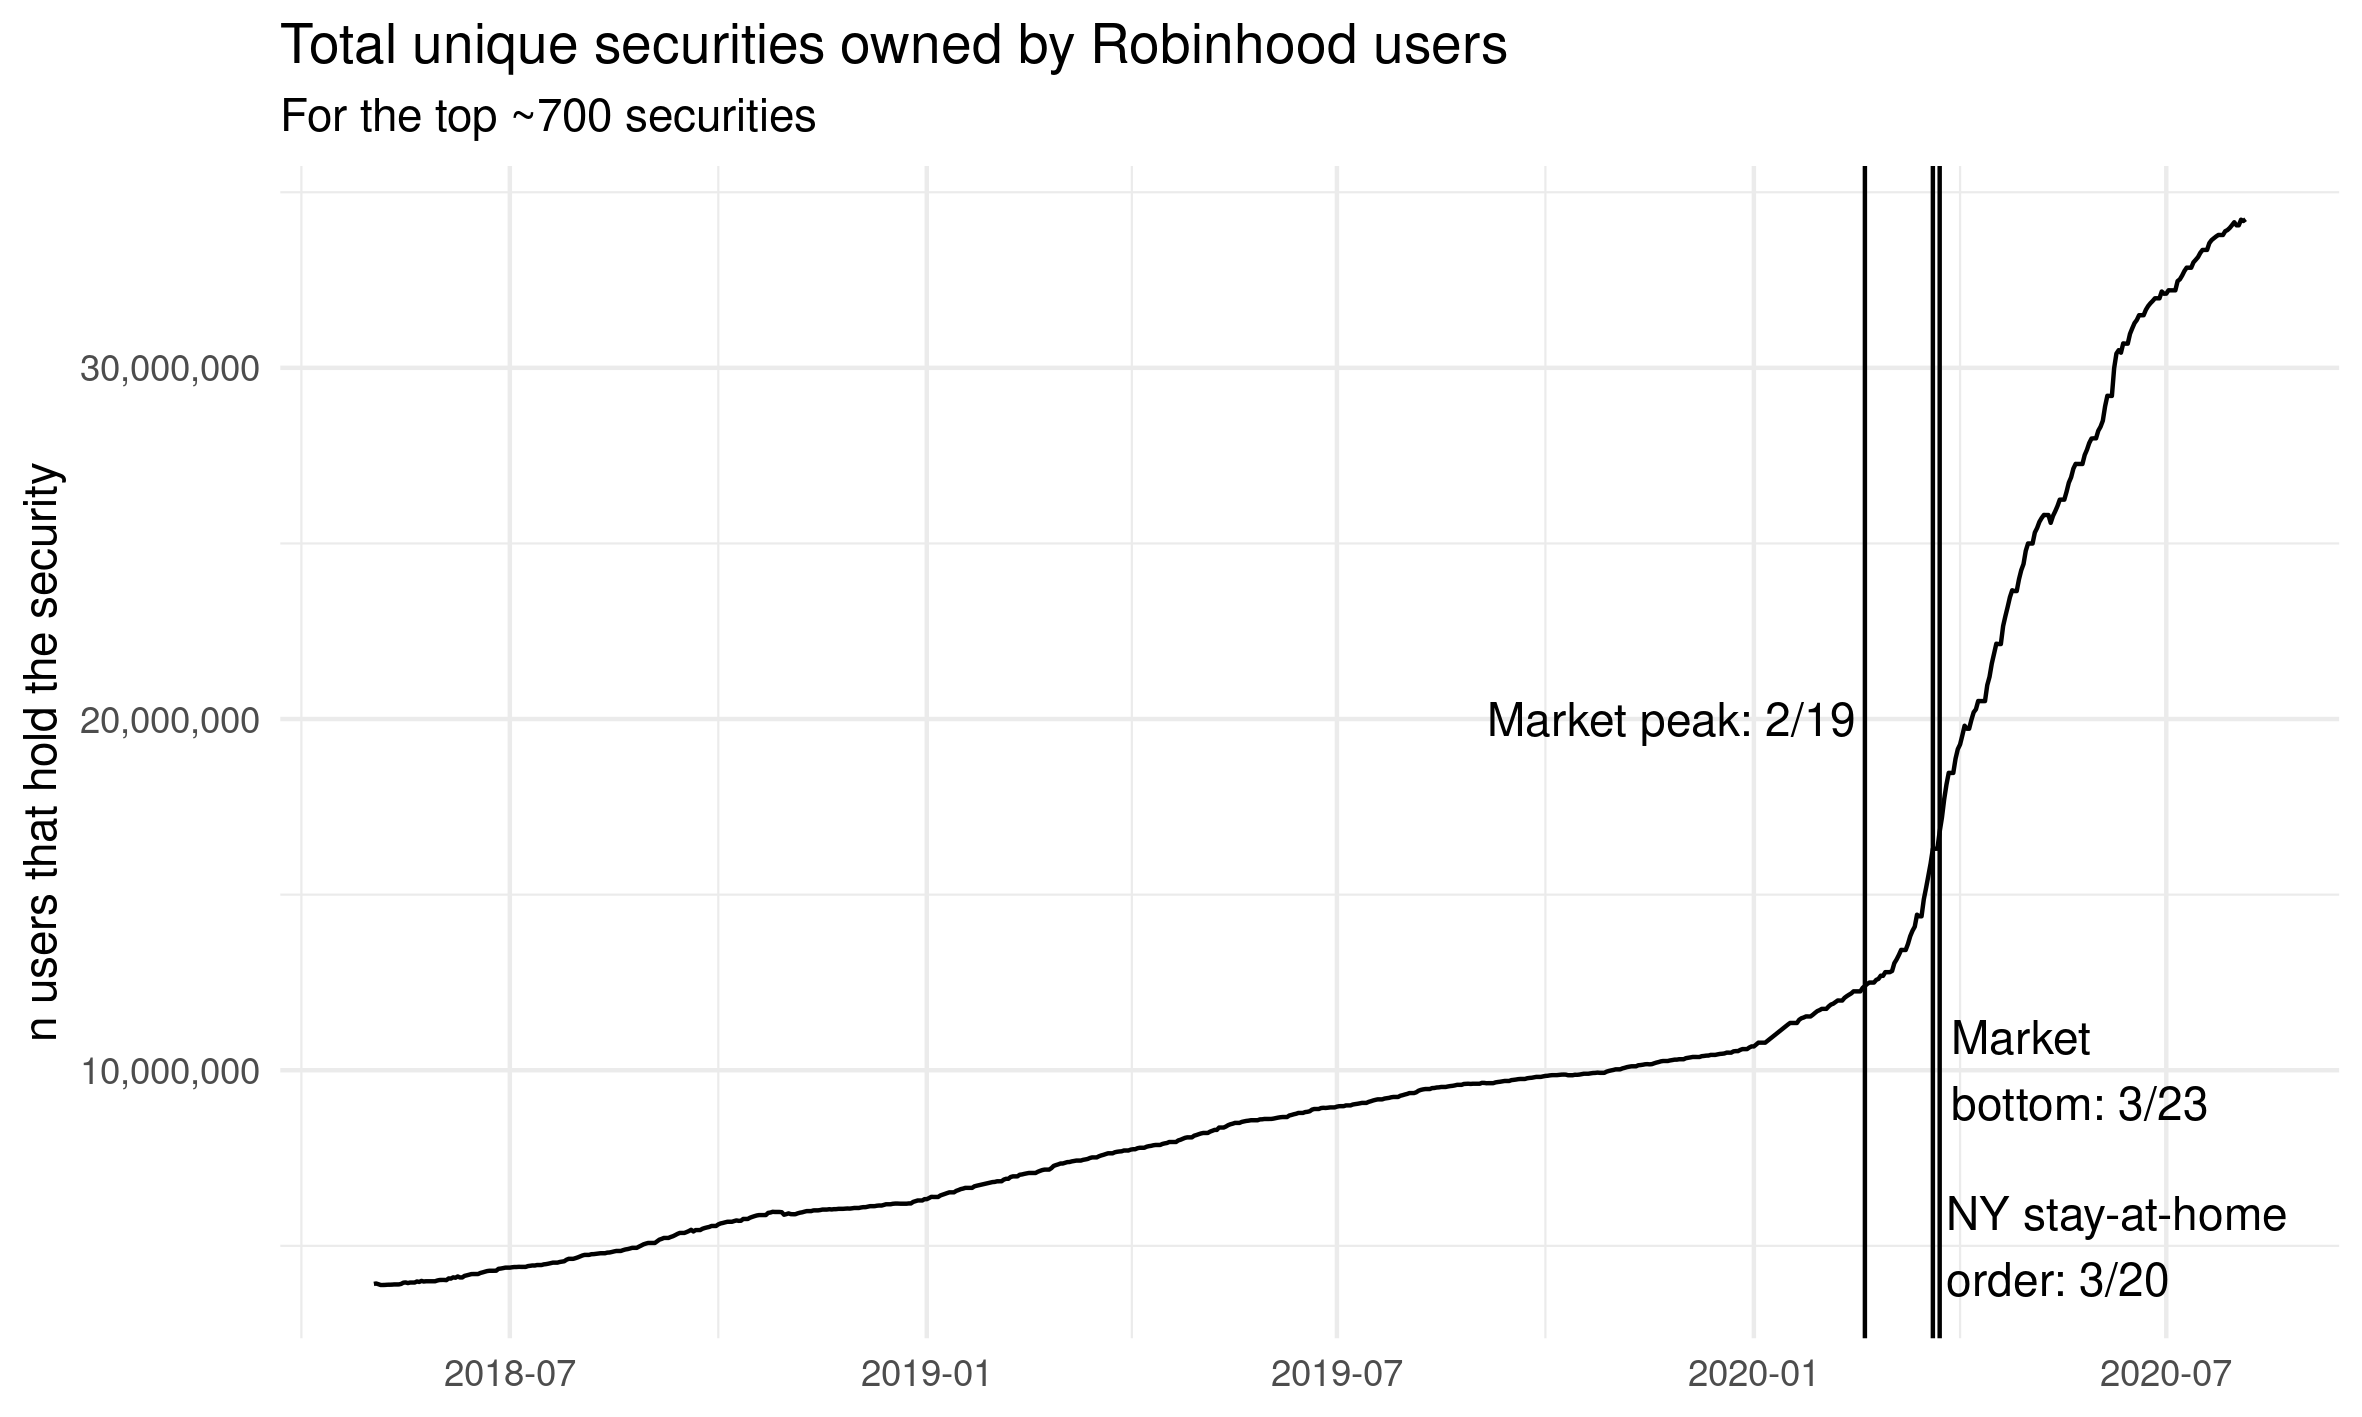 Total unique securities owned by Robinhood users
For the top ~700 securities
n users that hold the security
30,000,000
20,000,000
10,000,000
Market peak: 2/19
Market
bottom: 3/23
NY stay-at-home
order: 3/20
2018-07
2019-01
2019-07
2020-01
2020-07